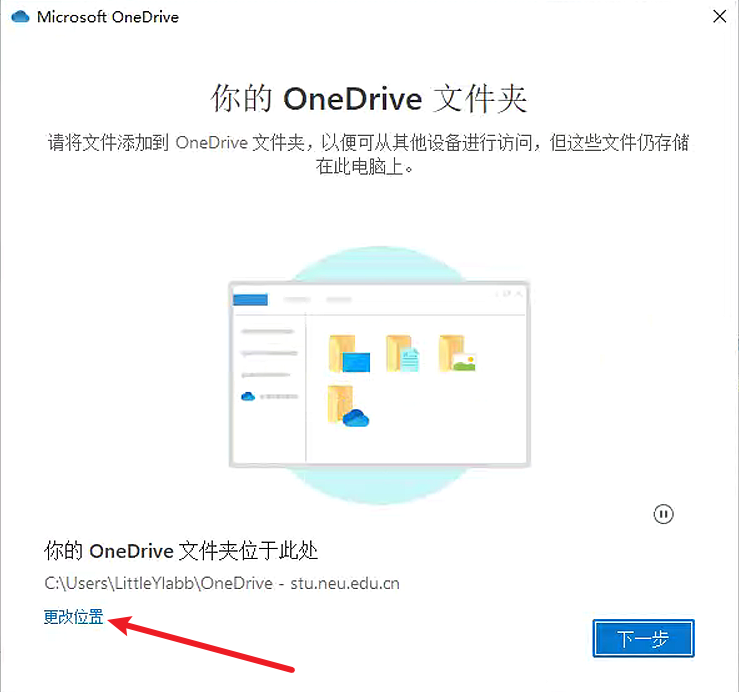 Microsoft OneDrive
你的 OneDrive 文件夹
请将文件添加到 OneDrive 文件夹，以便可从其他设备进行访问，但这些文件仍存储
在此电脑上。
你的 OneDrive 文件夹位于此处
C:\Users\LittleYlabb\OneDrive - stu.neu.edu.cn
更改位置
下一步